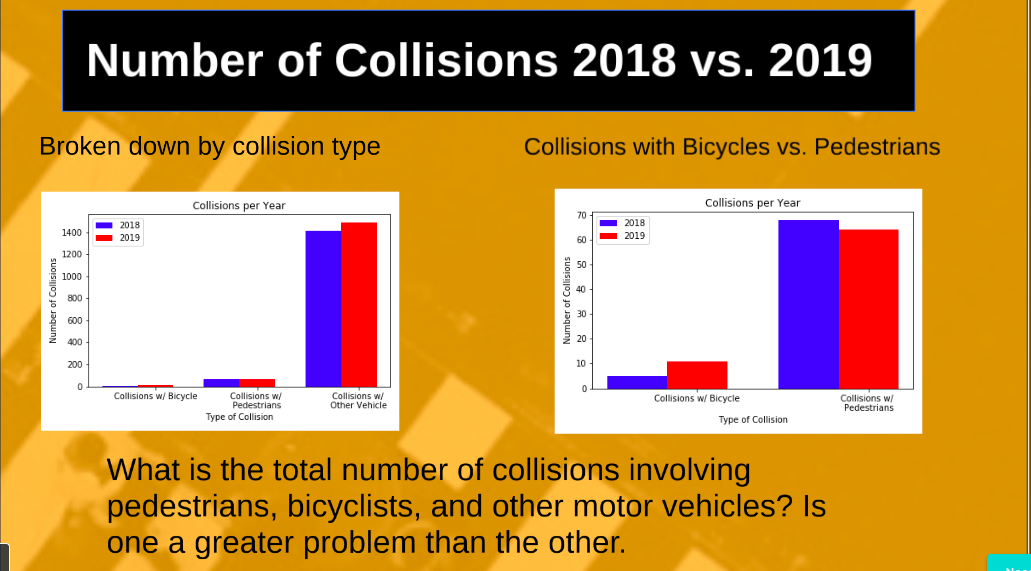 Number of Collisions 2018 vs. 2019
Broken down by collision type
Collisions per Year
2018
2019
1400
1200
1000
800
600
400
200
0
Number of Collisions
Collisions w/ Bicycle
Collisions w/
Pedestrians
Collisions w/
Other Vehicle
Type of Collision
Collisions with Bicycles vs. Pedestrians
Collisions per Year
2018
2019
70
60
50
40
30
20
10
0
Number of Collisions
Collisions w/ Bicycle
Collisions w/
Pedestrians
Type of Collision
What is the total number of collisions involving
pedestrians, bicyclists, and other motor vehicles? Is
one a greater problem than the other.